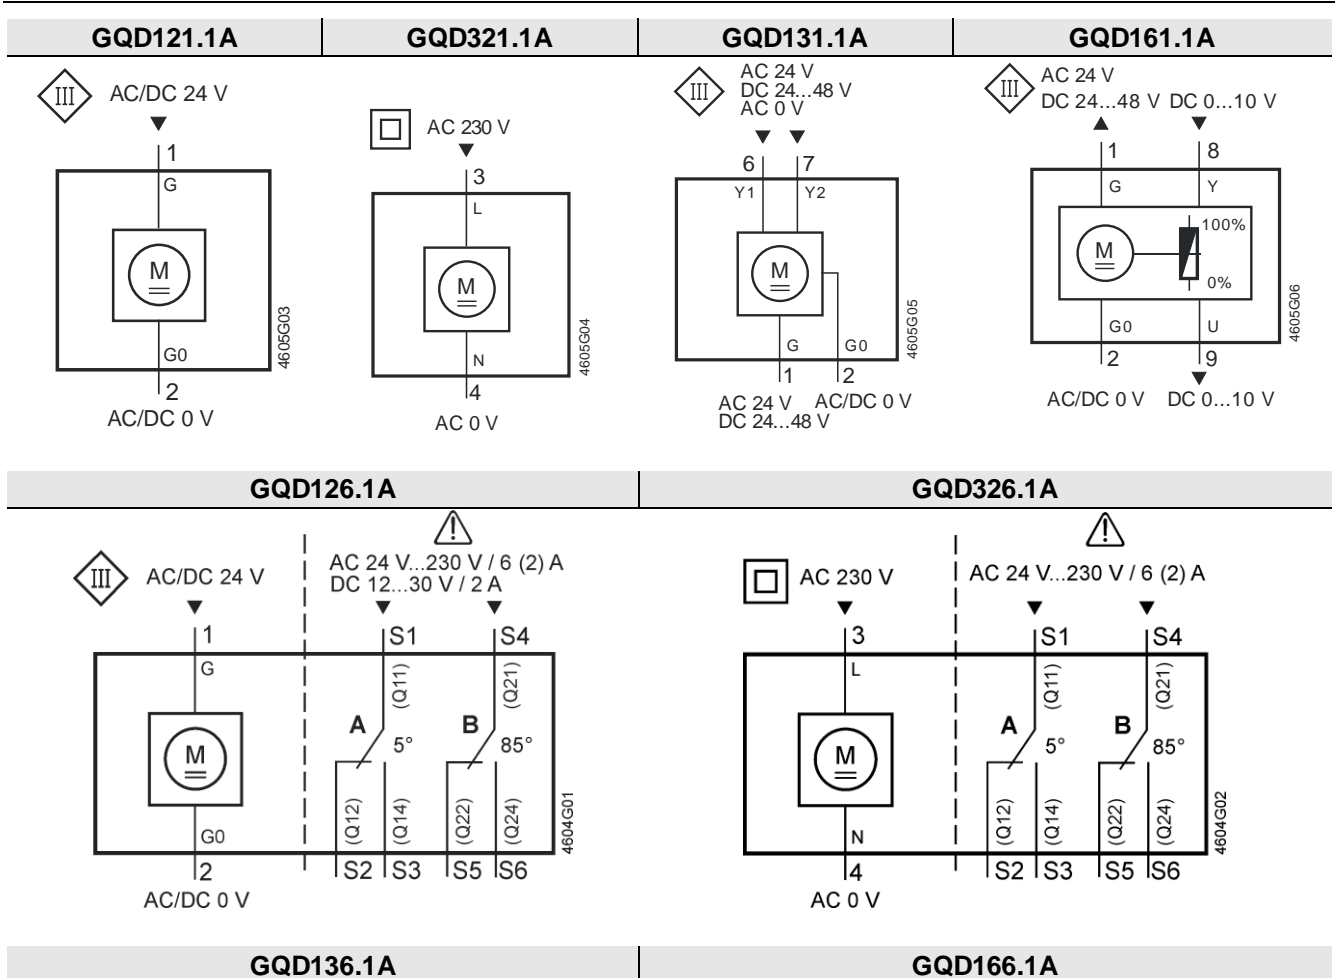 GQD121.1A GQD321.1A GQD131.1A GQD161.1A
III AC/DC 24 V
1
G
M
G0
2
AC/DC 0 V
4605G03
AC 230 V
3
L
M
N
4
AC 0 V
4605G04
III AC 24 V
DC 24...48 V
AC 0 V
6 7
Y1 Y2
M
G G0
1 2
AC 24 V AC/DC 0 V
DC 24...48 V
4605G05
III AC 24 V
DC 24...48 V DC 0...10 V
1 8
G Y
100%
M
0%
G0 U
2 9
AC/DC 0 V DC 0...10 V
4605G06
GQD126.1A GQD326.1A
III AC/DC 24 V
AC 24 V...230 V / 6 (2) A
DC 12...30 V / 2 A
1 S1 S4
G (Q11) (Q21)
A 5° B 85°
M
(Q12) (Q14) (Q22) (Q24)
G0
2 S2 S3 S5 S6
AC/DC 0 V
4604G01
AC 230 V AC 24 V...230 V / 6 (2) A
3 S1 S4
L (Q11) (Q21)
A 5° B 85°
M
(Q12) (Q14) (Q22) (Q24)
N
4 S2 S3 S5 S6
AC 0 V
4604G02
GQD136.1A GQD166.1A